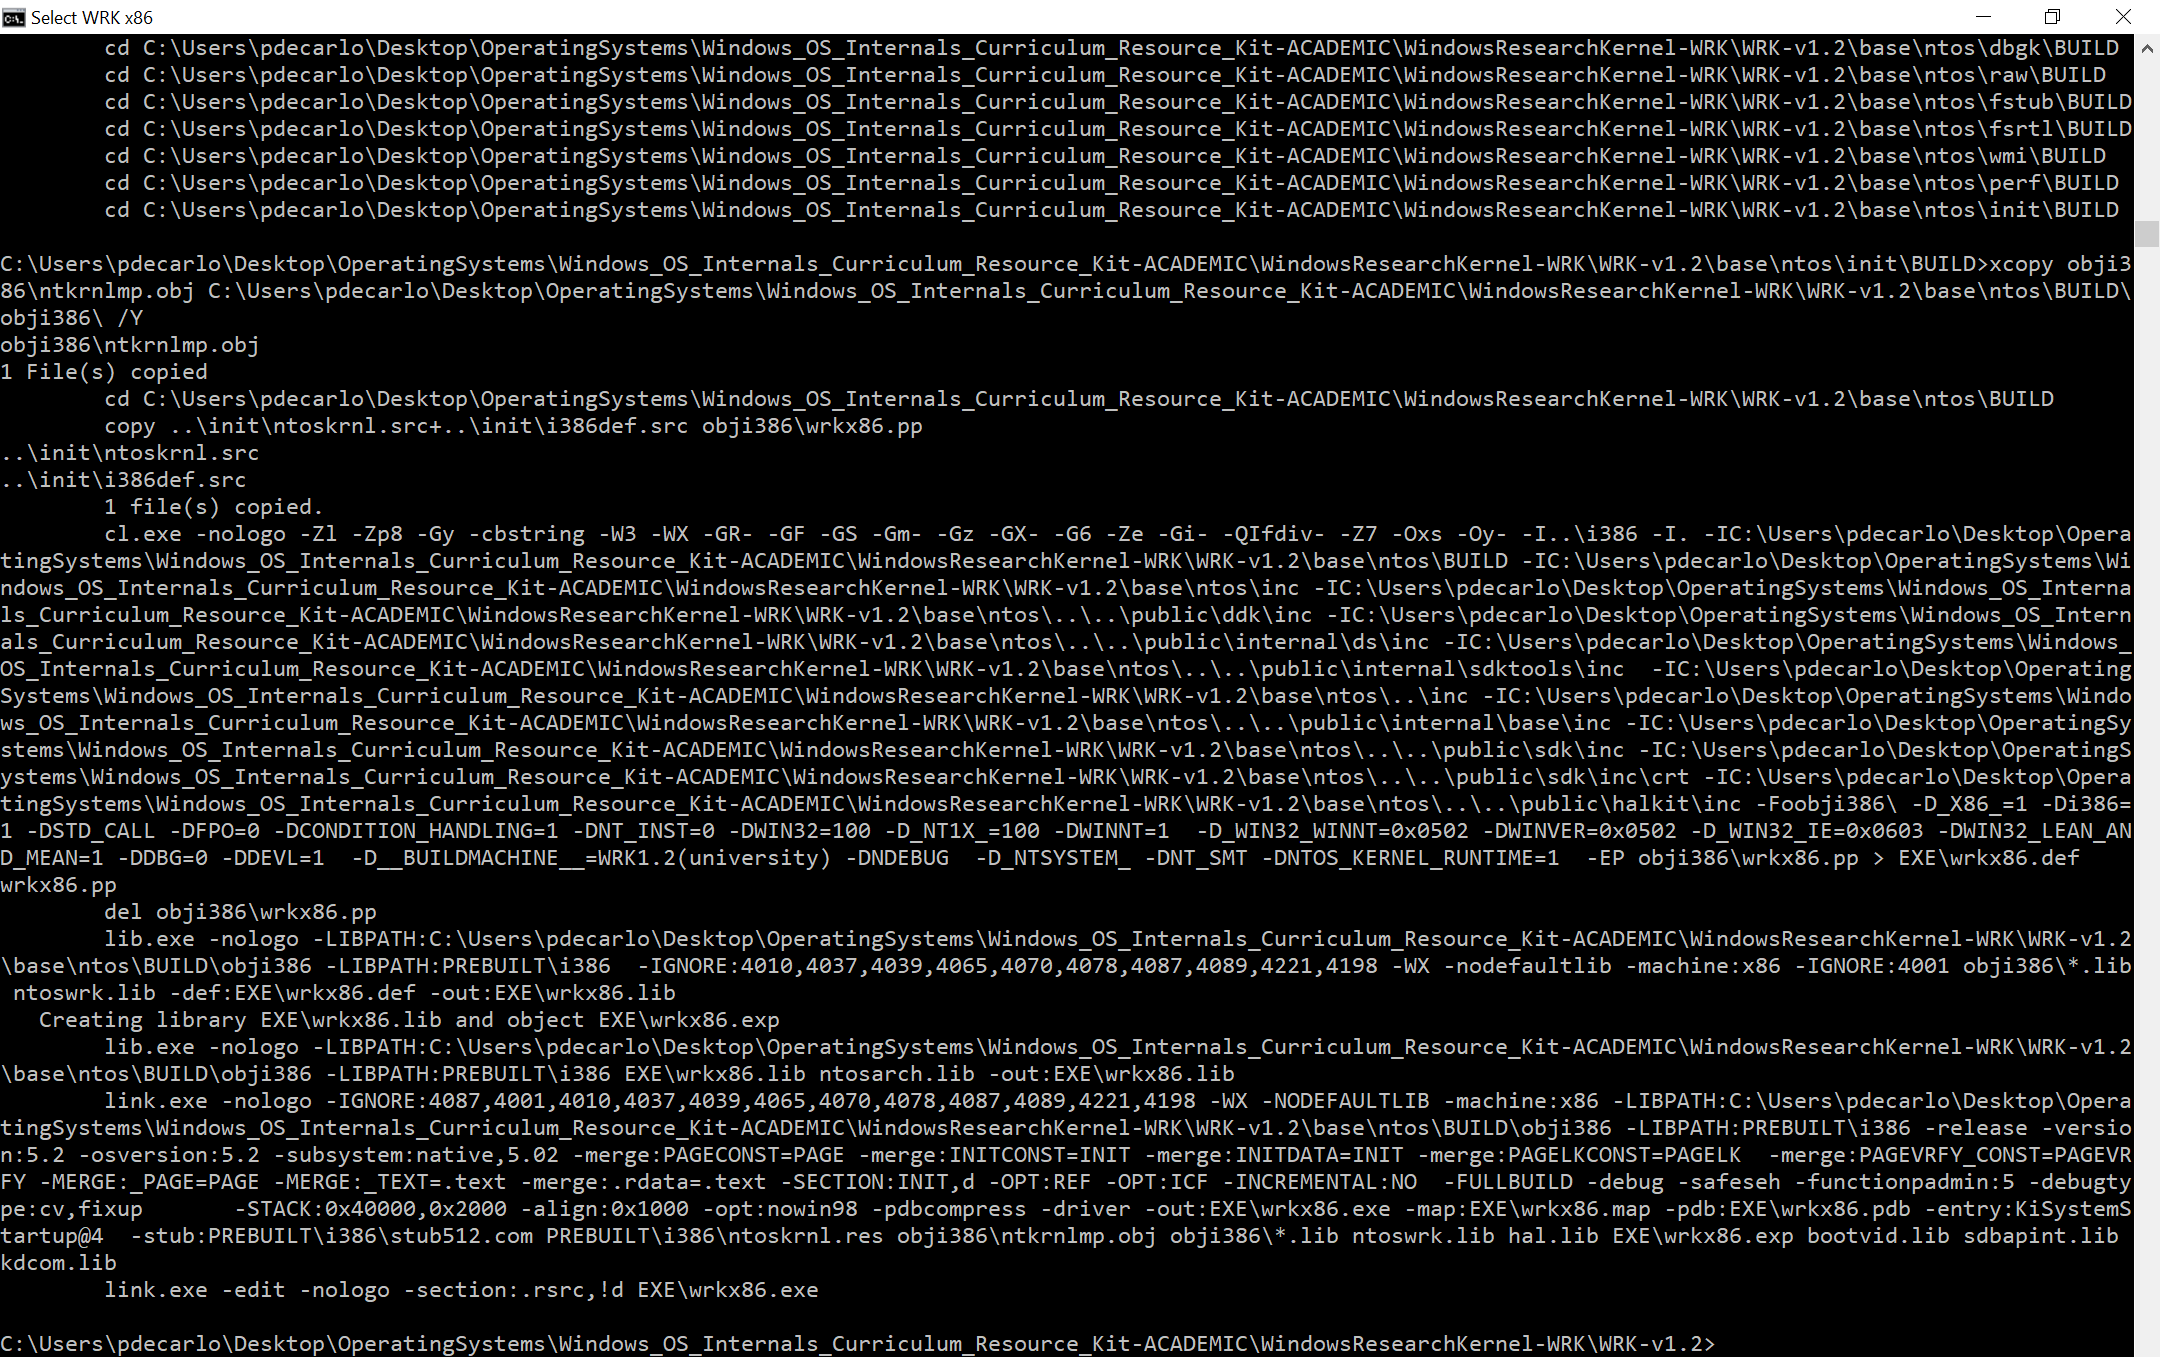 Select WRK x86
        cd C:\Users\pdecarlo\Desktop\OperatingSystems\Windows_OS_Internals_Curriculum_Resource_Kit-ACADEMIC\WindowsResearchKernel-WRK\WRK-v1.2\base\ntos\dbgk\BUILD
        cd C:\Users\pdecarlo\Desktop\OperatingSystems\Windows_OS_Internals_Curriculum_Resource_Kit-ACADEMIC\WindowsResearchKernel-WRK\WRK-v1.2\base\ntos\raw\BUILD
        cd C:\Users\pdecarlo\Desktop\OperatingSystems\Windows_OS_Internals_Curriculum_Resource_Kit-ACADEMIC\WindowsResearchKernel-WRK\WRK-v1.2\base\ntos\fstub\BUILD
        cd C:\Users\pdecarlo\Desktop\OperatingSystems\Windows_OS_Internals_Curriculum_Resource_Kit-ACADEMIC\WindowsResearchKernel-WRK\WRK-v1.2\base\ntos\fsrtl\BUILD
        cd C:\Users\pdecarlo\Desktop\OperatingSystems\Windows_OS_Internals_Curriculum_Resource_Kit-ACADEMIC\WindowsResearchKernel-WRK\WRK-v1.2\base\ntos\wmi\BUILD
        cd C:\Users\pdecarlo\Desktop\OperatingSystems\Windows_OS_Internals_Curriculum_Resource_Kit-ACADEMIC\WindowsResearchKernel-WRK\WRK-v1.2\base\ntos\perf\BUILD
        cd C:\Users\pdecarlo\Desktop\OperatingSystems\Windows_OS_Internals_Curriculum_Resource_Kit-ACADEMIC\WindowsResearchKernel-WRK\WRK-v1.2\base\ntos\init\BUILD

C:\Users\pdecarlo\Desktop\OperatingSystems\Windows_OS_Internals_Curriculum_Resource_Kit-ACADEMIC\WindowsResearchKernel-WRK\WRK-v1.2\base\ntos\init\BUILD>xcopy obji3
86\ntkrnlmp.obj C:\Users\pdecarlo\Desktop\OperatingSystems\Windows_OS_Internals_Curriculum_Resource_Kit-ACADEMIC\WindowsResearchKernel-WRK\WRK-v1.2\base\ntos\BUILD\
obji386\ /Y
obji386\ntkrnlmp.obj
1 File(s) copied
        cd C:\Users\pdecarlo\Desktop\OperatingSystems\Windows_OS_Internals_Curriculum_Resource_Kit-ACADEMIC\WindowsResearchKernel-WRK\WRK-v1.2\base\ntos\BUILD
        copy ..\init\ntoskrnl.src+..\init\i386def.src obji386\wrkx86.pp
..\init\ntoskrnl.src
..\init\i386def.src
        1 file(s) copied.
        cl.exe -nologo -Zl -Zp8 -Gy -cbstring -W3 -WX -GR- -GF -GS -Gm- -Gz -GX- -G6 -Ze -Gi- -QIfdiv- -Z7 -Oxs -Oy- -I..\i386 -I. -IC:\Users\pdecarlo\Desktop\Opera
tingSystems\Windows_OS_Internals_Curriculum_Resource_Kit-ACADEMIC\WindowsResearchKernel-WRK\WRK-v1.2\base\ntos\BUILD -IC:\Users\pdecarlo\Desktop\OperatingSystems\Wi
ndows_OS_Internals_Curriculum_Resource_Kit-ACADEMIC\WindowsResearchKernel-WRK\WRK-v1.2\base\ntos\inc -IC:\Users\pdecarlo\Desktop\OperatingSystems\Windows_OS_Interna
ls_Curriculum_Resource_Kit-ACADEMIC\WindowsResearchKernel-WRK\WRK-v1.2\base\ntos\..\..\public\ddk\inc -IC:\Users\pdecarlo\Desktop\OperatingSystems\Windows_OS_Intern
als_Curriculum_Resource_Kit-ACADEMIC\WindowsResearchKernel-WRK\WRK-v1.2\base\ntos\..\..\public\internal\ds\inc -IC:\Users\pdecarlo\Desktop\OperatingSystems\Windows_
OS_Internals_Curriculum_Resource_Kit-ACADEMIC\WindowsResearchKernel-WRK\WRK-v1.2\base\ntos\..\..\public\internal\sdktools\inc  -IC:\Users\pdecarlo\Desktop\Operating
Systems\Windows_OS_Internals_Curriculum_Resource_Kit-ACADEMIC\WindowsResearchKernel-WRK\WRK-v1.2\base\ntos\..\inc -IC:\Users\pdecarlo\Desktop\OperatingSystems\Windo
ws_OS_Internals_Curriculum_Resource_Kit-ACADEMIC\WindowsResearchKernel-WRK\WRK-v1.2\base\ntos\..\..\public\internal\base\inc -IC:\Users\pdecarlo\Desktop\OperatingSy
stems\Windows_OS_Internals_Curriculum_Resource_Kit-ACADEMIC\WindowsResearchKernel-WRK\WRK-v1.2\base\ntos\..\..\public\sdk\inc -IC:\Users\pdecarlo\Desktop\OperatingS
ystems\Windows_OS_Internals_Curriculum_Resource_Kit-ACADEMIC\WindowsResearchKernel-WRK\WRK-v1.2\base\ntos\..\..\public\sdk\inc\crt -IC:\Users\pdecarlo\Desktop\Opera
tingSystems\Windows_OS_Internals_Curriculum_Resource_Kit-ACADEMIC\WindowsResearchKernel-WRK\WRK-v1.2\base\ntos\..\..\public\halkit\inc -Foobji386\ -D_X86_=1 -Di386=
1 -DSTD_CALL -DFPO=0 -DCONDITION_HANDLING=1 -DNT_INST=0 -DWIN32=100 -D_NT1X_=100 -DWINNT=1  -D_WIN32_WINNT=0x0502 -DWINVER=0x0502 -D_WIN32_IE=0x0603 -DWIN32_LEAN_AN
D_MEAN=1 -DDBG=0 -DDEVL=1  -D__BUILDMACHINE__=WRK1.2(university) -DNDEBUG  -D_NTSYSTEM_ -DNT_SMT -DNTOS_KERNEL_RUNTIME=1  -EP obji386\wrkx86.pp > EXE\wrkx86.def
wrkx86.pp
        del obji386\wrkx86.pp
        lib.exe -nologo -LIBPATH:C:\Users\pdecarlo\Desktop\OperatingSystems\Windows_OS_Internals_Curriculum_Resource_Kit-ACADEMIC\WindowsResearchKernel-WRK\WRK-v1.2
\base\ntos\BUILD\obji386 -LIBPATH:PREBUILT\i386  -IGNORE:4010,4037,4039,4065,4070,4078,4087,4089,4221,4198 -WX -nodefaultlib -machine:x86 -IGNORE:4001 obji386\*.lib
 ntoswrk.lib -def:EXE\wrkx86.def -out:EXE\wrkx86.lib
   Creating library EXE\wrkx86.lib and object EXE\wrkx86.exp
        lib.exe -nologo -LIBPATH:C:\Users\pdecarlo\Desktop\OperatingSystems\Windows_OS_Internals_Curriculum_Resource_Kit-ACADEMIC\WindowsResearchKernel-WRK\WRK-v1.2
\base\ntos\BUILD\obji386 -LIBPATH:PREBUILT\i386 EXE\wrkx86.lib ntosarch.lib -out:EXE\wrkx86.lib
        link.exe -nologo -IGNORE:4087,4001,4010,4037,4039,4065,4070,4078,4087,4089,4221,4198 -WX -NODEFAULTLIB -machine:x86 -LIBPATH:C:\Users\pdecarlo\Desktop\Opera
tingSystems\Windows_OS_Internals_Curriculum_Resource_Kit-ACADEMIC\WindowsResearchKernel-WRK\WRK-v1.2\base\ntos\BUILD\obji386 -LIBPATH:PREBUILT\i386 -release -versio
n:5.2 -osversion:5.2 -subsystem:native,5.02 -merge:PAGECONST=PAGE -merge:INITCONST=INIT -merge:INITDATA=INIT -merge:PAGELKCONST=PAGELK  -merge:PAGEVRFY_CONST=PAGEVR
FY -MERGE:_PAGE=PAGE -MERGE:_TEXT=.text -merge:.rdata=.text -SECTION:INIT,d -OPT:REF -OPT:ICF -INCREMENTAL:NO  -FULLBUILD -debug -safeseh -functionpadmin:5 -debugty
pe:cv,fixup       -STACK:0x40000,0x2000 -align:0x1000 -opt:nowin98 -pdbcompress -driver -out:EXE\wrkx86.exe -map:EXE\wrkx86.map -pdb:EXE\wrkx86.pdb -entry:KiSystemS
tartup@4  -stub:PREBUILT\i386\stub512.com PREBUILT\i386\ntoskrnl.res obji386\ntkrnlmp.obj obji386\*.lib ntoswrk.lib hal.lib EXE\wrkx86.exp bootvid.lib sdbapint.lib
kdcom.lib
        link.exe -edit -nologo -section:.rsrc,!d EXE\wrkx86.exe

C:\Users\pdecarlo\Desktop\OperatingSystems\Windows_OS_Internals_Curriculum_Resource_Kit-ACADEMIC\WindowsResearchKernel-WRK\WRK-v1.2>